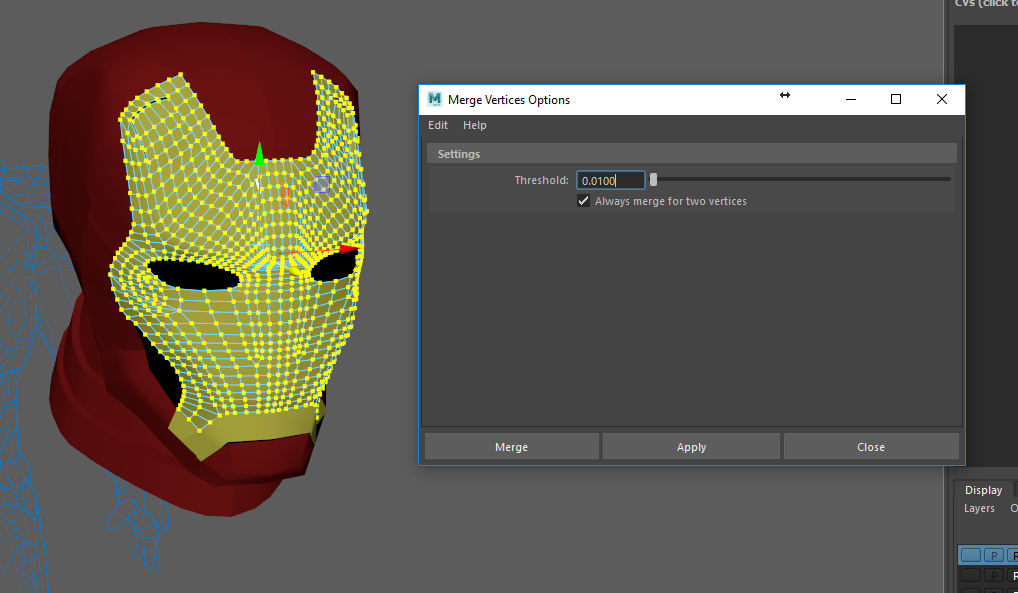 CVs (click to
M Merge Vertices Options
Edit Help
Settings
Threshold: 0.0100
Always merge for two vertices
Merge Apply Close
Display
Layers O
P R
P R